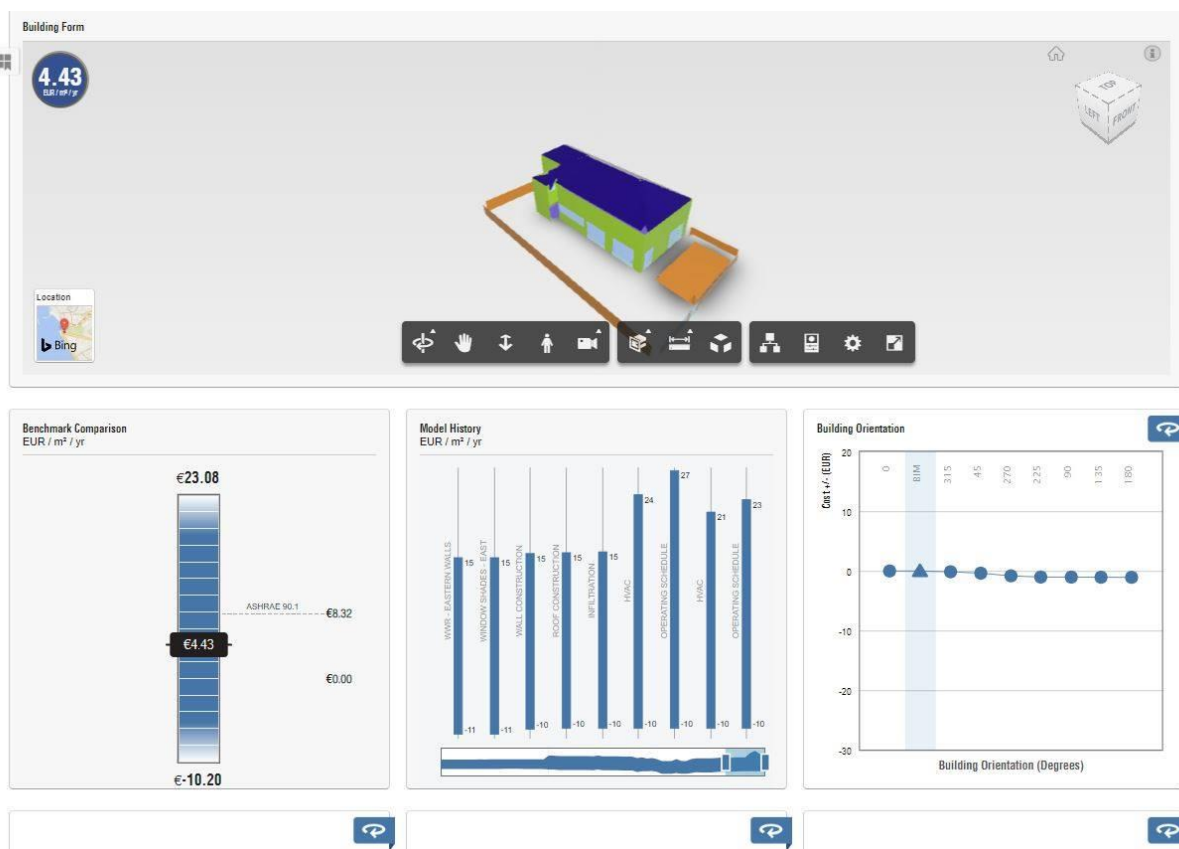 Building Form
4.43
EUR / m² / yr
TOP
LEFT
FRONT
Location
Bing
Benchmark Comparison
EUR / m² / yr
€23.08
ASHRAE 90.1
€8.32
€4.43
€0.00
€-10.20
Model History
EUR / m² / yr
WWR - EASTERN WALLS
15
-11
WINDOW SHADES - EAST
15
-11
WALL CONSTRUCTION
15
-10
ROOF CONSTRUCTION
15
-10
INFILTRATION
15
-10
HVAC
24
-10
OPERATING SCHEDULE
27
-10
HVAC
21
-10
OPERATING SCHEDULE
23
-10
Building Orientation
Cost +/- (EUR)
20
10
0
-10
-20
-30
0
BIM
315
45
270
225
90
135
180
Building Orientation (Degrees)